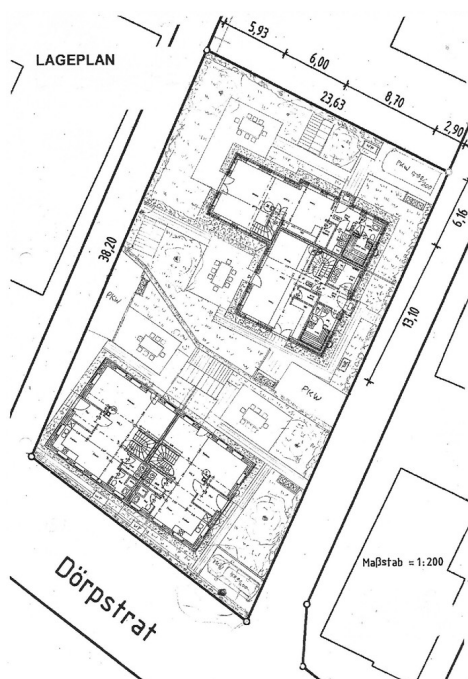 LAGEPLAN
5,93
6,00
23,63
8,70
2,90
6,16
38,20
13,10
PKW
PKW
Maßstab = 1:200
Dörpstrat